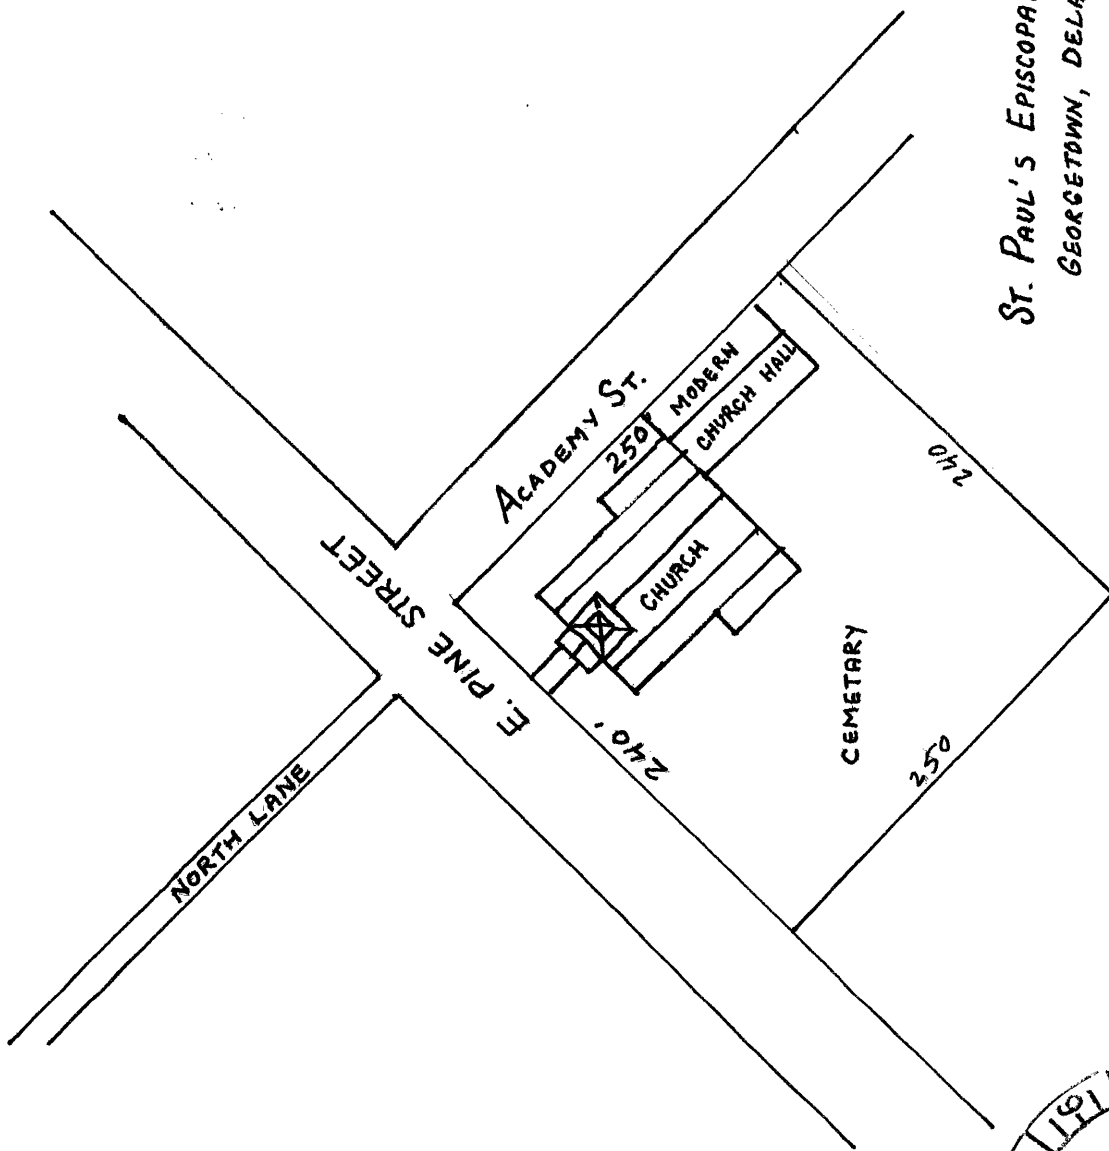 ST. PAUL'S EPISCOPAL
GEORGETOWN, DELA
ACADEMY ST.
250'
MODERN
CHURCH HALL
E. PINE STREET
CHURCH
240'
240
NORTH LANE
CEMETARY
250